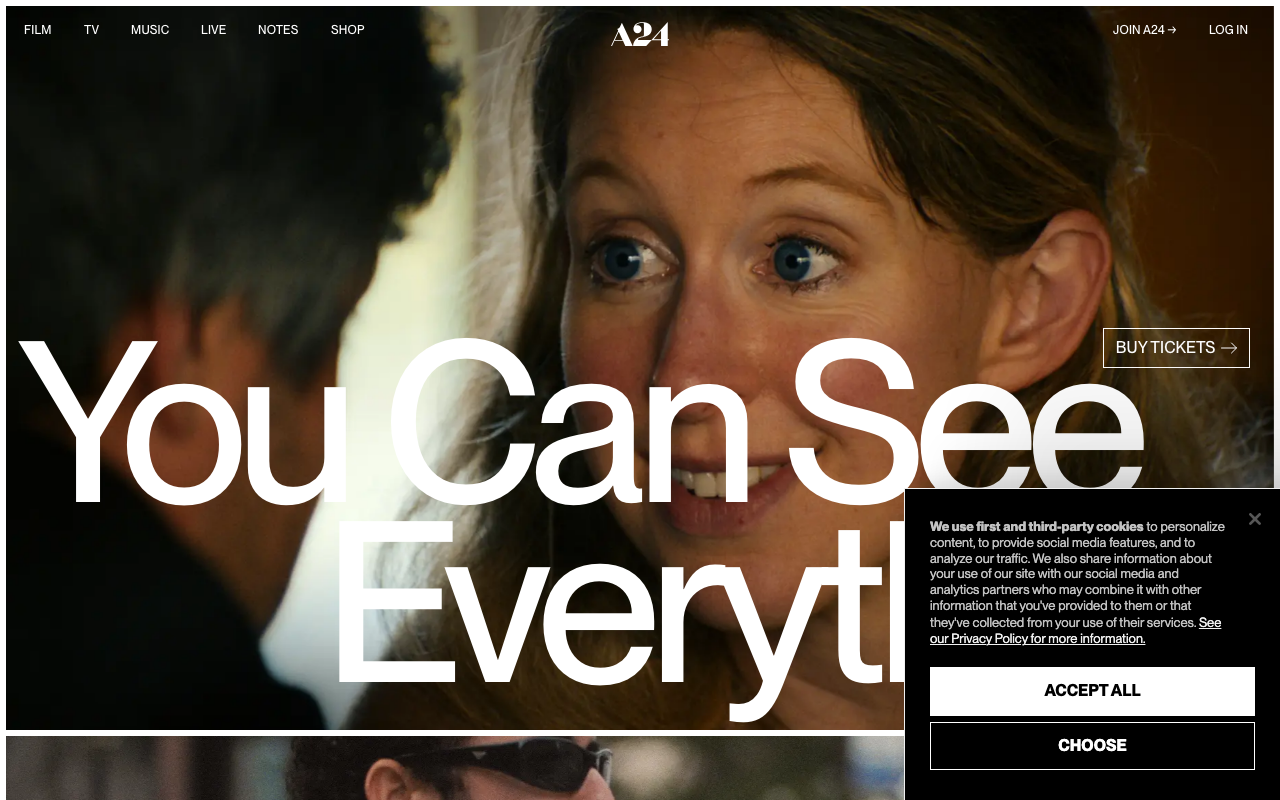 FILM TV MUSIC LIVE NOTES SHOP A24 JOIN A24 → LOG IN
BUY TICKETS →
You Can See
Everyth
We use first and third-party cookies to personalize
content, to provide social media features, and to
analyze our traffic. We also share information about
your use of our site with our social media and
analytics partners who may combine it with other
information that you've provided to them or that
they've collected from your use of their services. See
our Privacy Policy for more information.
ACCEPT ALL
CHOOSE